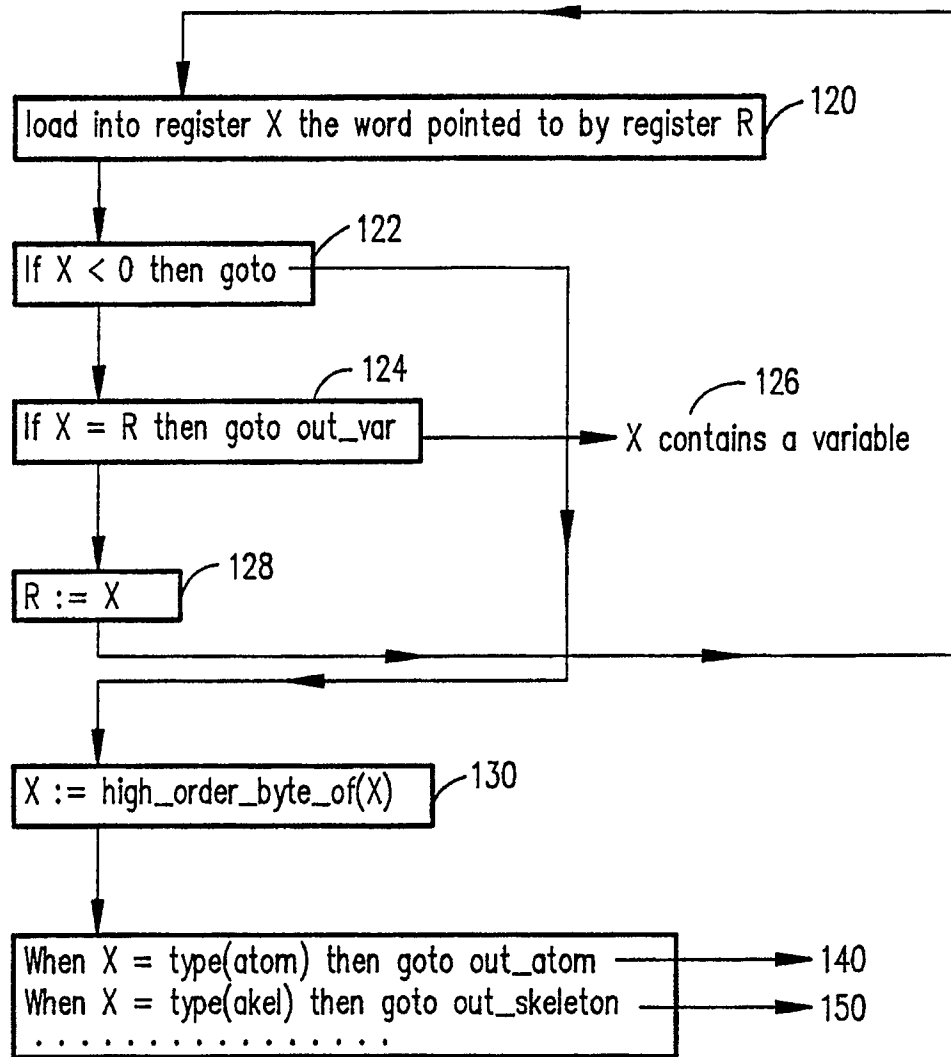 load into register X the word pointed to by register R
120
122
If X < 0 then goto
124
If X = R then goto out_var
126
X contains a variable
128
R := X
X := high_order_byte_of(X)
130
When X = type(atom) then goto out_atom
140
When X = type(akel) then goto out_skeleton
150
. . . . . . . . . . . . . . .